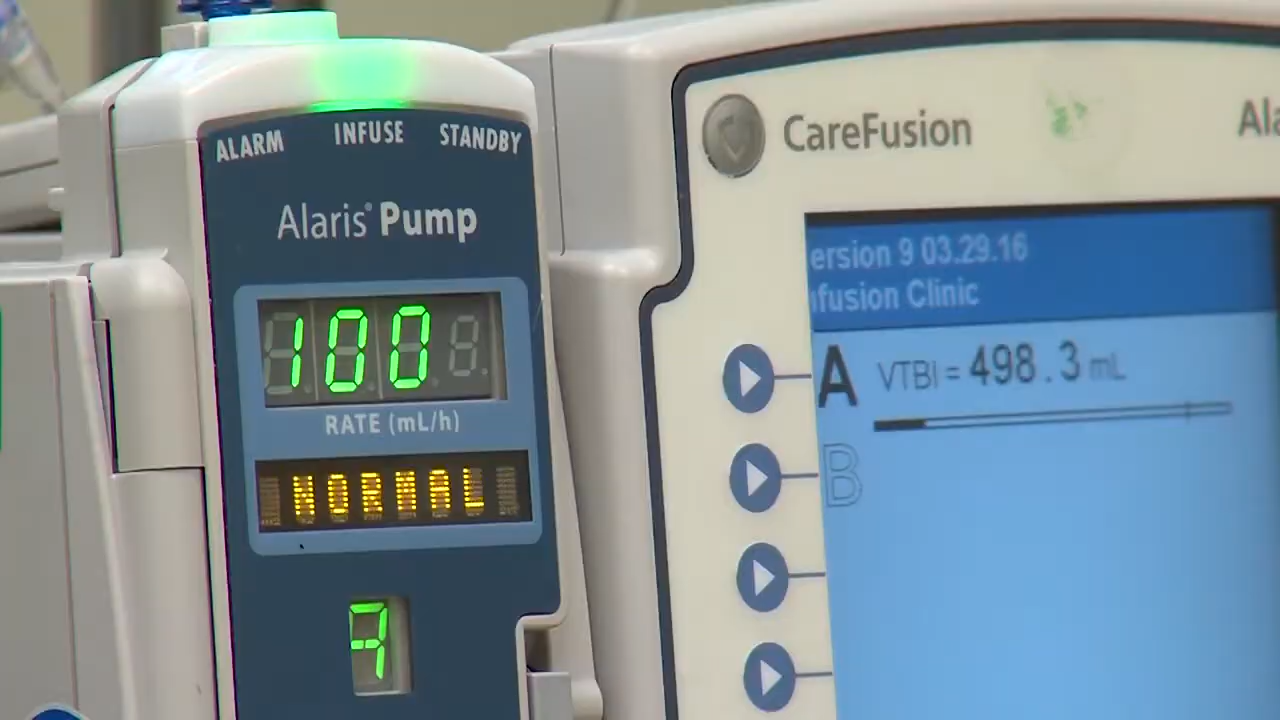 ALARM INFUSE STANDBY
Alaris® Pump
100
RATE (mL/h)
NORMAL
CareFusion
ersion 9 03.29.16
nfusion Clinic
A VTBI = 498.3 mL
B